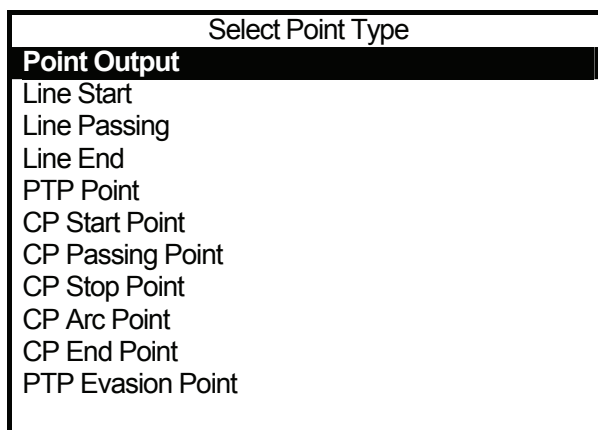 Select Point Type
Point Output
Line Start
Line Passing
Line End
PTP Point
CP Start Point
CP Passing Point
CP Stop Point
CP Arc Point
CP End Point
PTP Evasion Point